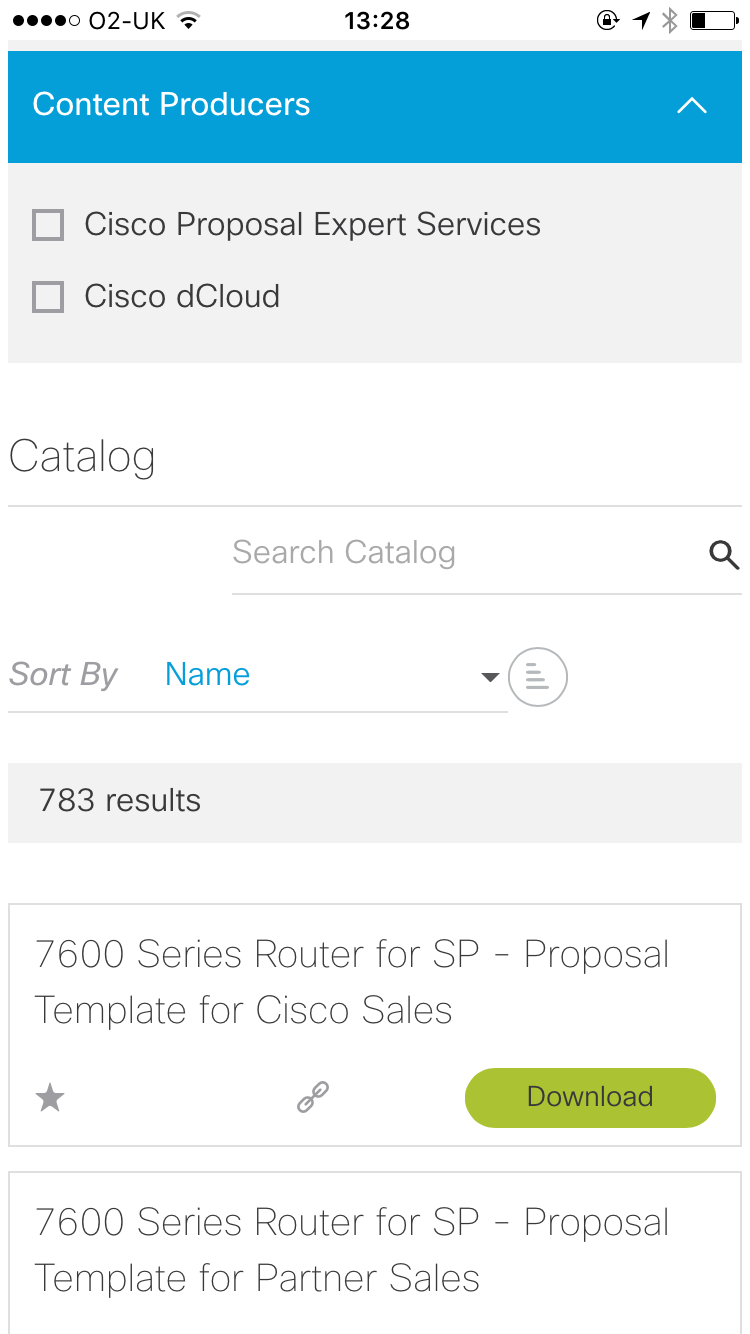 O2-UK 13:28
Content Producers
Cisco Proposal Expert Services
Cisco dCloud
Catalog
Search Catalog
Sort By Name
783 results
7600 Series Router for SP - Proposal
Template for Cisco Sales
Download
7600 Series Router for SP - Proposal
Template for Partner Sales